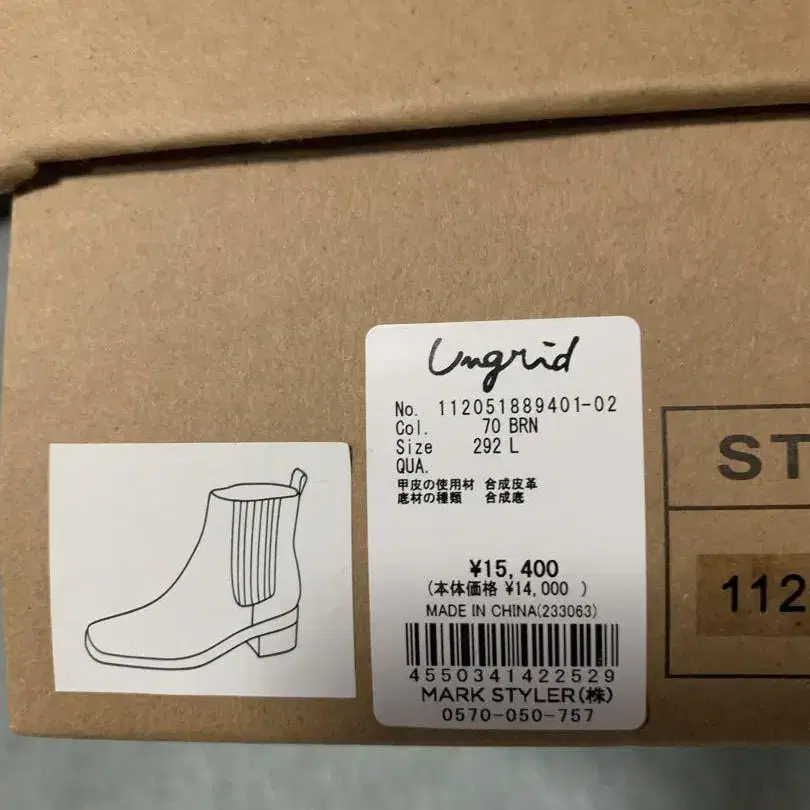 Ungrid
No. 112051889401-02
Col. 70 BRN
Size 292 L
QUA.
甲皮の使用材 合成皮革
底材の種類 合成底
¥15,400
(本体価格 ¥14,000 )
MADE IN CHINA(233063)
4550341422529
MARK STYLER(株)
0570-050-757
ST
112